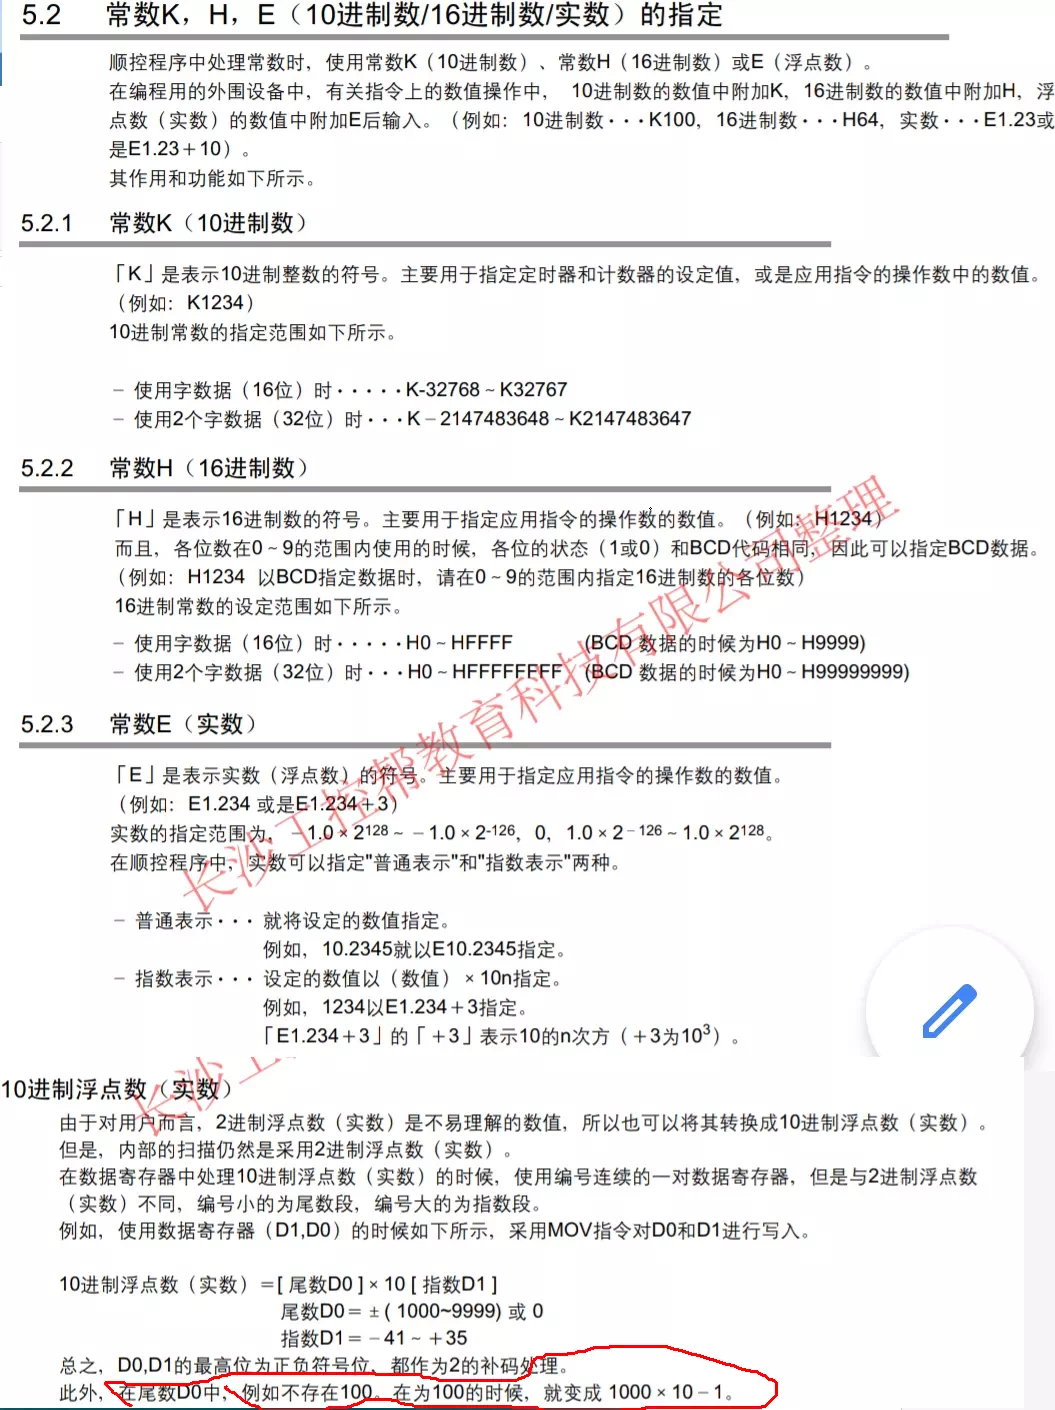 5.2 常数K，H，E（10进制数/16进制数/实数）的指定
顺控程序中处理常数时，使用常数K（10进制数）、常数H（16进制数）或E（浮点数）。
在编程用的外围设备中，有关指令上的数值操作中， 10进制数的数值中附加K，16进制数的数值中附加H，浮
点数（实数）的数值中附加E后输入。（例如：10进制数・・・K100，16进制数・・・H64，实数・・・E1.23或
是E1.23＋10）。
其作用和功能如下所示。
5.2.1 常数K（10进制数）
「K」是表示10进制整数的符号。主要用于指定定时器和计数器的设定值，或是应用指令的操作数中的数值。
（例如：K1234）
10进制常数的指定范围如下所示。
－ 使用字数据（16位）时・・・・・K-32768～K32767
－ 使用2个字数据（32位）时・・・K－2147483648～K2147483647
5.2.2 常数H（16进制数）
「H」是表示16进制数的符号。主要用于指定应用指令的操作数的数值。（例如：H1234）
而且，各位数在0～9的范围内使用的时候，各位的状态（1或0）和BCD代码相同，因此可以指定BCD数据。
（例如：H1234 以BCD指定数据时，请在0～9的范围内指定16进制数的各位数）
16进制常数的设定范围如下所示。
－ 使用字数据（16位）时・・・・・H0～HFFFF (BCD 数据的时候为H0～H9999)
－ 使用2个字数据（32位）时・・・H0～HFFFFFFFF (BCD 数据的时候为H0～H99999999)
5.2.3 常数E（实数）
「E」是表示实数（浮点数）的符号。主要用于指定应用指令的操作数的数值。
（例如：E1.234 或是E1.234＋3）
实数的指定范围为，－1.0×2128～－1.0×2-126，0，1.0×2－126～1.0×2128。
在顺控程序中，实数可以指定"普通表示"和"指数表示"两种。
－ 普通表示・・・ 就将设定的数值指定。
例如，10.2345就以E10.2345指定。
－ 指数表示・・・ 设定的数值以（数值）×10n指定。
例如，1234以E1.234＋3指定。
「E1.234＋3」的「＋3」表示10的n次方（＋3为10³）。
长沙工控帮教育科技有限公司整理
长沙工
10进制浮点数（实数）
由于对用户而言，2进制浮点数（实数）是不易理解的数值，所以也可以将其转换成10进制浮点数（实数）。
但是，内部的扫描仍然是采用2进制浮点数（实数）。
在数据寄存器中处理10进制浮点数（实数）的时候，使用编号连续的一对数据寄存器，但是与2进制浮点数
（实数）不同，编号小的为尾数段，编号大的为指数段。
例如，使用数据寄存器（D1,D0）的时候如下所示，采用MOV指令对D0和D1进行写入。
10进制浮点数（实数）＝[ 尾数D0 ]×10 [ 指数D1 ]
尾数D0＝±( 1000~9999) 或 0
指数D1＝－41～＋35
总之，D0,D1的最高位为正负符号位，都作为2的补码处理。
此外，在尾数D0中，例如不存在100。在为100的时候，就变成 1000×10－1。